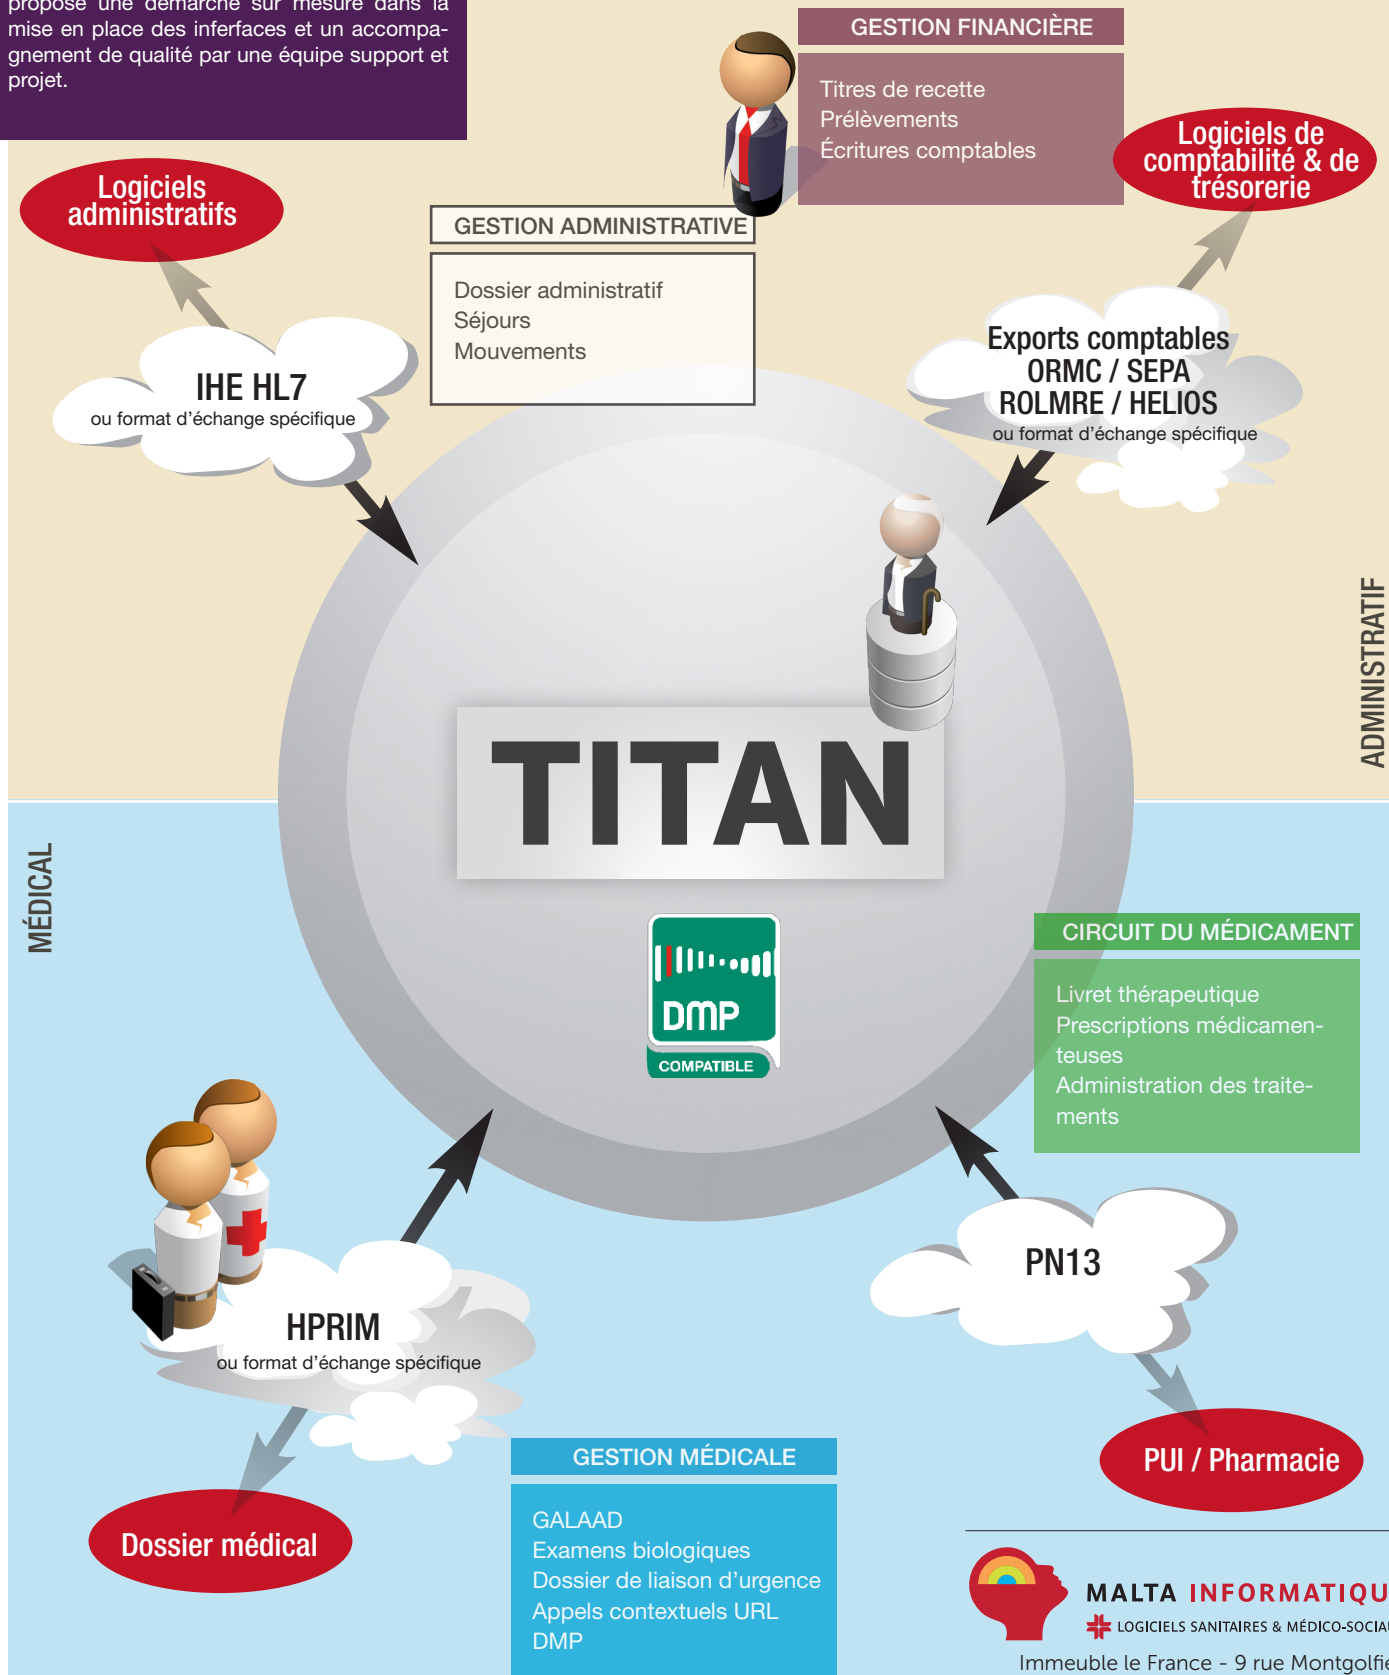 propose une démarche sur mesure dans la
mise en place des inferfaces et un accompa-
gnement de qualité par une équipe support et
projet.
GESTION FINANCIÈRE
Titres de recette
Prélèvements
Écritures comptables
Logiciels de
comptabilité & de
trésorerie
Logiciels
administratifs
GESTION ADMINISTRATIVE
Dossier administratif
Séjours
Mouvements
IHE HL7
ou format d'échange spécifique
Exports comptables
ORMC / SEPA
ROLMRE / HELIOS
ou format d'échange spécifique
ADMINISTRATIF
TITAN
MÉDICAL
DMP
COMPATIBLE
CIRCUIT DU MÉDICAMENT
Livret thérapeutique
Prescriptions médicamen-
teuses
Administration des traite-
ments
PN13
HPRIM
ou format d'échange spécifique
PUI / Pharmacie
Dossier médical
GESTION MÉDICALE
GALAAD
Examens biologiques
Dossier de liaison d'urgence
Appels contextuels URL
DMP
MALTA INFORMATIQU
LOGICIELS SANITAIRES & MÉDICO-SOCIAU
Immeuble le France - 9 rue Montgolfie